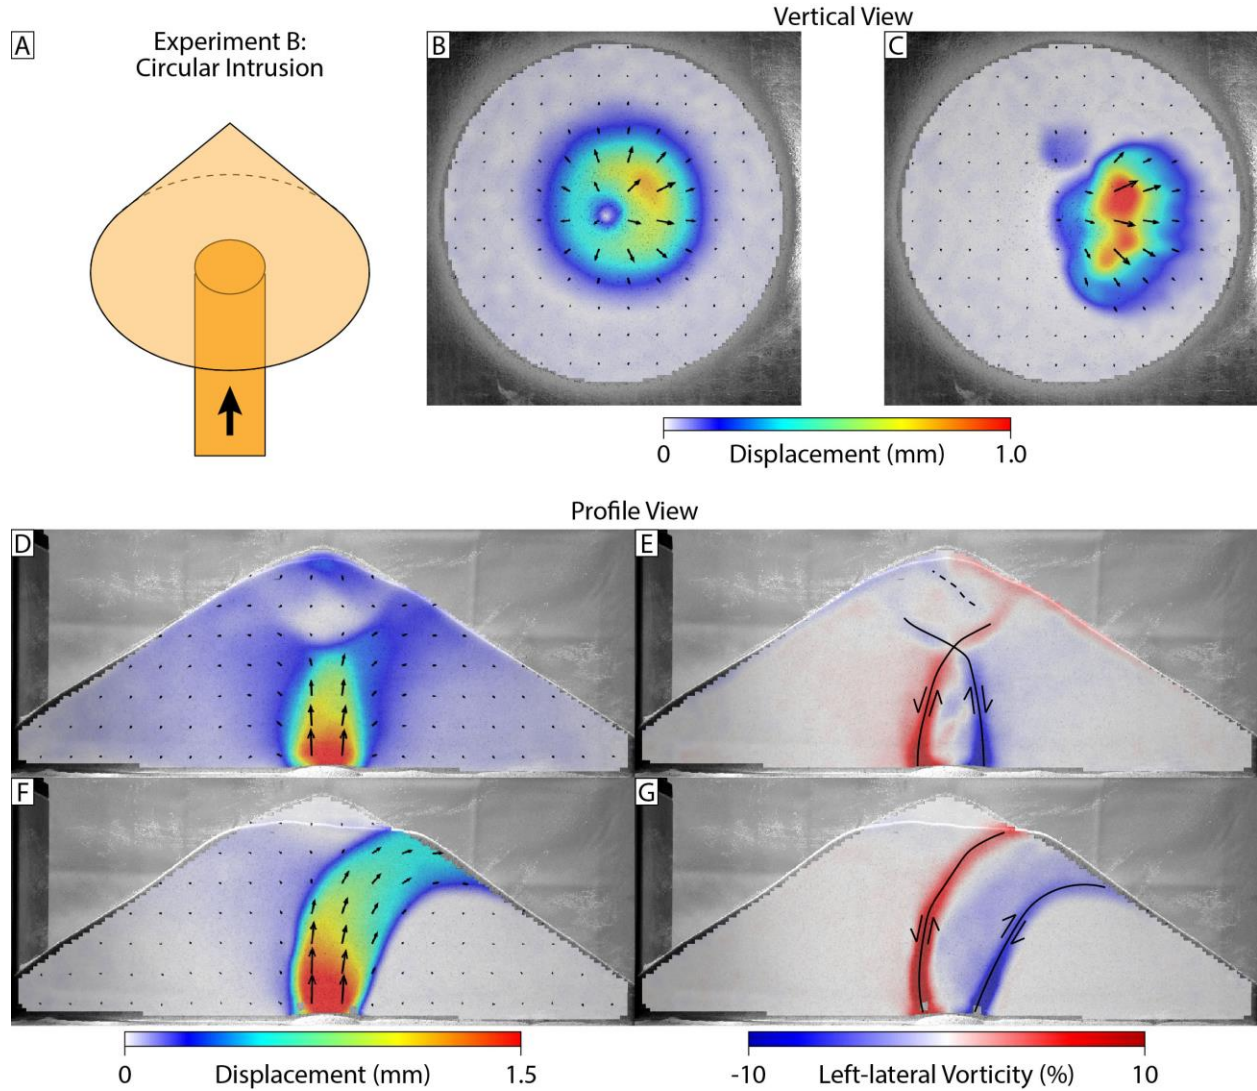 Vertical View
A
Experiment B:
Circular Intrusion
B
C
0 Displacement (mm) 1.0
Profile View
D
E
F
G
0 Displacement (mm) 1.5
-10 Left-lateral Vorticity (%) 10